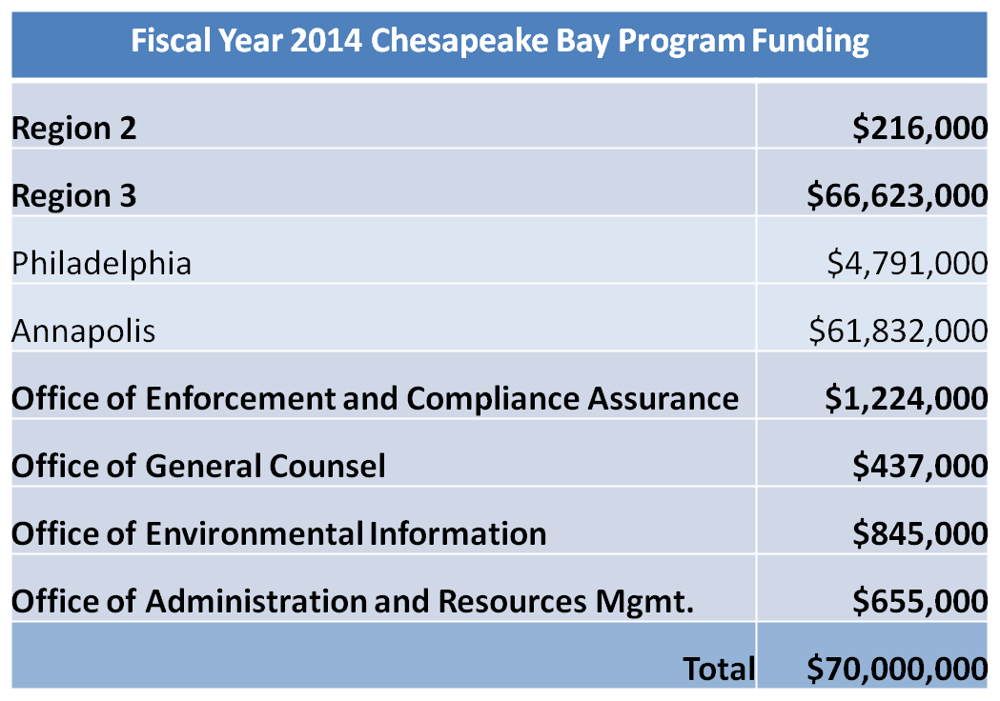 Fiscal Year 2014 Chesapeake Bay Program Funding
Region 2 $216,000
Region 3 $66,623,000
Philadelphia $4,791,000
Annapolis $61,832,000
Office of Enforcement and Compliance Assurance $1,224,000
Office of General Counsel $437,000
Office of Environmental Information $845,000
Office of Administration and Resources Mgmt. $655,000
Total $70,000,000